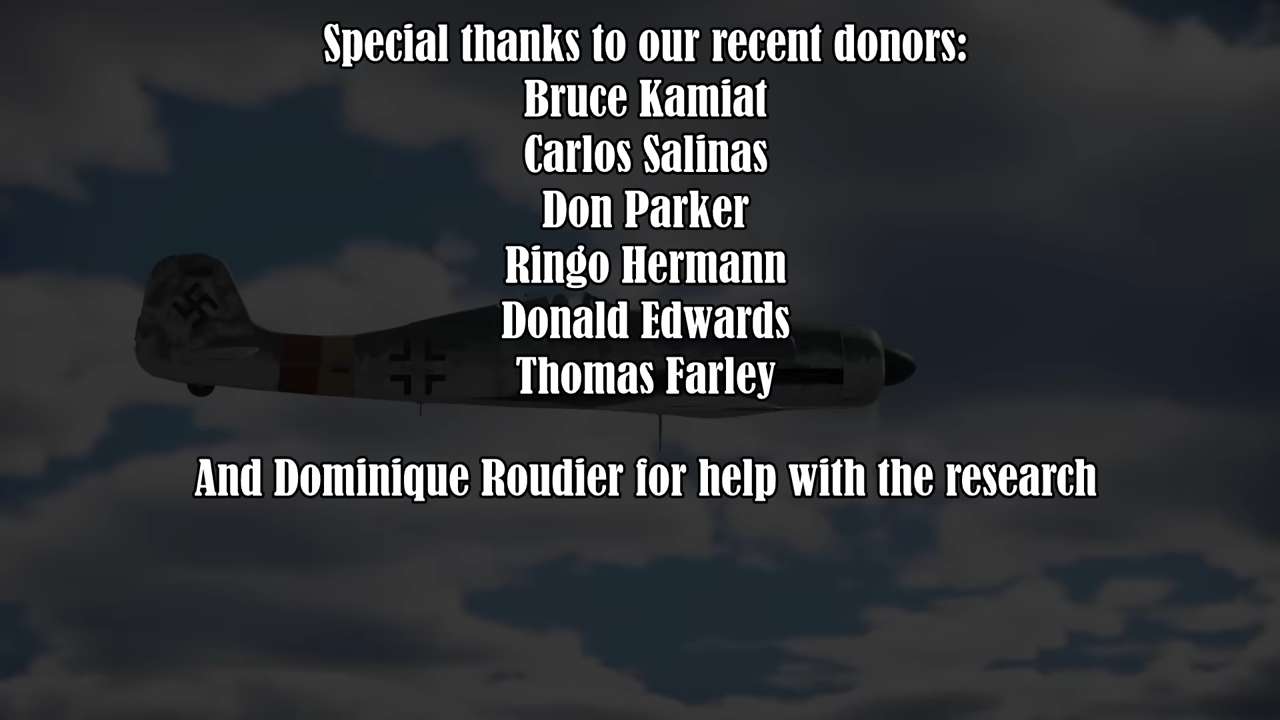 Special thanks to our recent donors:
Bruce Kamiat
Carlos Salinas
Don Parker
Ringo Hermann
Donald Edwards
Thomas Farley
And Dominique Roudier for help with the research